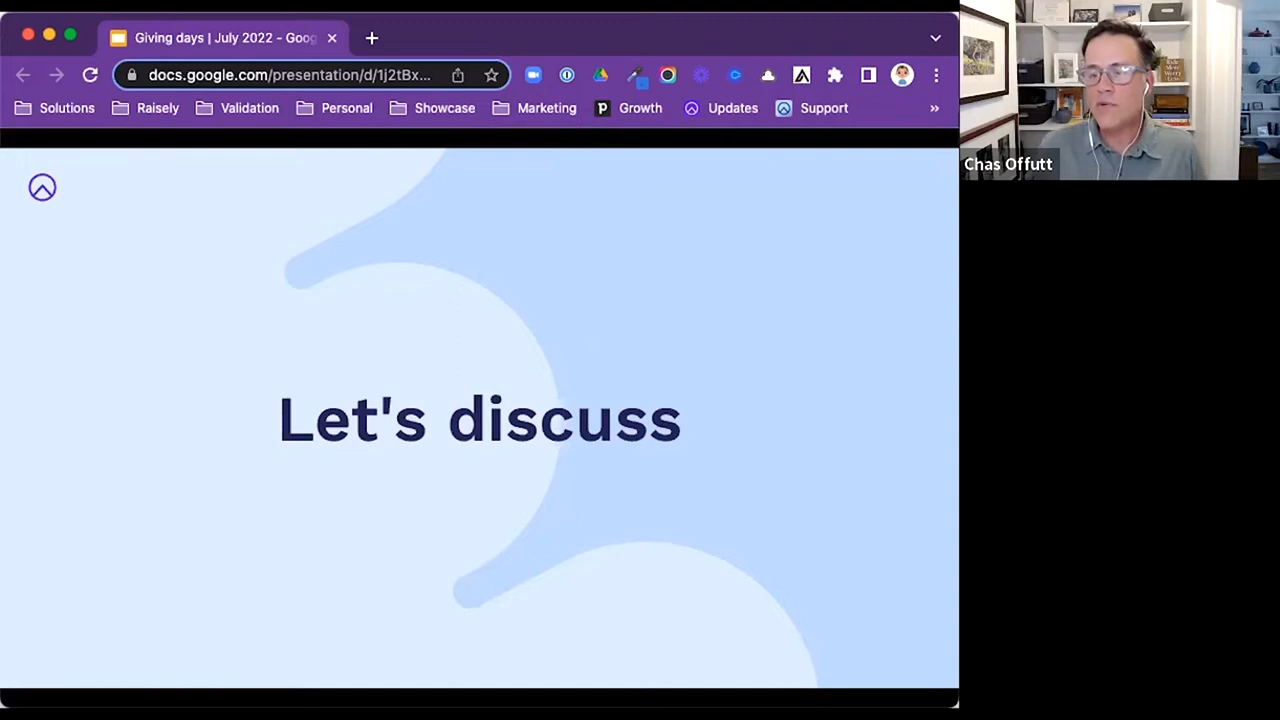 Giving days | July 2022 - Goog
docs.google.com/presentation/d/1j2tBx...
Solutions
Raisely
Validation
Personal
Showcase
Marketing
Growth
Updates
Support
Let's discuss
Chas Offutt